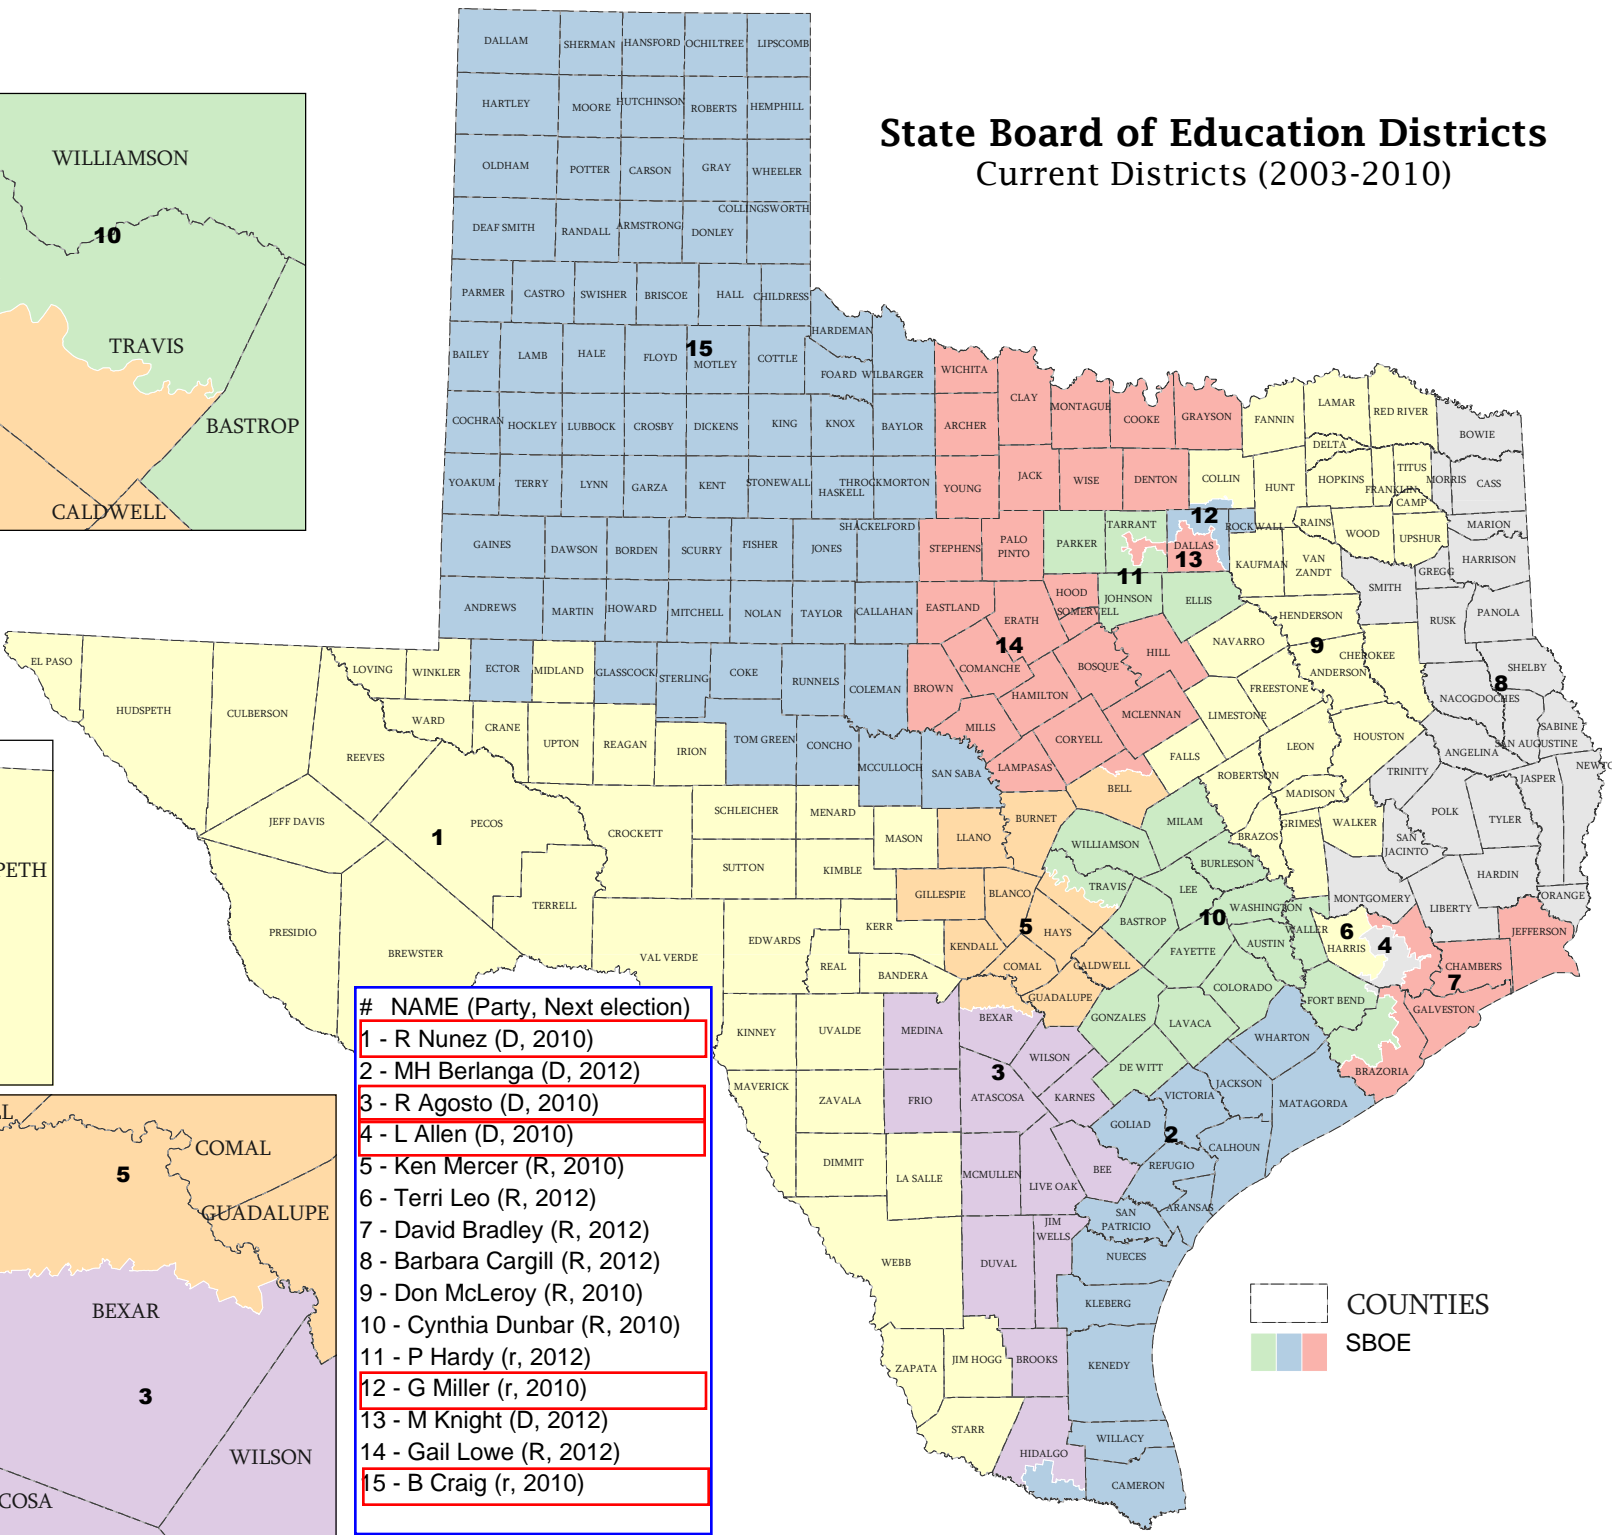 State Board of Education Districts
Current Districts (2003-2010)
WILLIAMSON
10
TRAVIS
BASTROP
CALDWELL
PETH
COMAL
5
GUADALUPE
BEXAR
3
WILSON
COSA
DALLAM
SHERMAN
HANSFORD
OCHILTREE
LIPSCOMB
HARTLEY
MOORE
HUTCHINSON
ROBERTS
HEMPHILL
OLDHAM
POTTER
CARSON
GRAY
WHEELER
COLLINGSWORTH
DEAF SMITH
RANDALL
ARMSTRONG
DONLEY
PARMER
CASTRO
SWISHER
BRISCOE
HALL
CHILDRESS
HARDEMAN
BAILEY
LAMB
HALE
FLOYD
15
MOTLEY
COTTLE
FOARD
WILBARGER
WICHITA
CLAY
MONTAGUE
COOKE
GRAYSON
FANNIN
LAMAR
RED RIVER
BOWIE
COCHRAN
HOCKLEY
LUBBOCK
CROSBY
DICKENS
KING
KNOX
BAYLOR
ARCHER
DELTA
YOAKUM
TERRY
LYNN
GARZA
KENT
STONEWALL
HASKELL
THROCKMORTON
YOUNG
JACK
WISE
DENTON
COLLIN
HUNT
HOPKINS
FRANKLIN
TITUS
CAMP
MORRIS
CASS
MARION
GAINES
DAWSON
BORDEN
SCURRY
FISHER
JONES
SHACKELFORD
STEPHENS
PALO
PINTO
PARKER
TARRANT
12
DALLAS
13
11
ROCKWALL
RAINS
WOOD
UPSHUR
KAUFMAN
VAN
ZANDT
GREGG
HARRISON
SMITH
ANDREWS
MARTIN
HOWARD
MITCHELL
NOLAN
TAYLOR
CALLAHAN
EASTLAND
ERATH
HOOD
SOMERVELL
JOHNSON
ELLIS
HENDERSON
RUSK
PANOLA
14
NAVARRO
9
CHEROKEE
ANDERSON
SHELBY
8
NACOGDOCHES
EL PASO
HUDSPETH
CULBERSON
REEVES
LOVING
WINKLER
ECTOR
MIDLAND
GLASSCOCK
STERLING
COKE
RUNNELS
COLEMAN
BROWN
COMANCHE
HAMILTON
BOSQUE
HILL
FREESTONE
LIMESTONE
MCLENNAN
WARD
CRANE
UPTON
REAGAN
IRION
TOM GREEN
CONCHO
MCCULLOCH
SAN SABA
MILLS
LAMPASAS
CORYELL
FALLS
LEON
HOUSTON
ANGELINA
SAN AUGUSTINE
SABINE
NEWTO
JASPER
TRINITY
POLK
TYLER
ROBERTSON
MADISON
JEFF DAVIS
1
PECOS
CROCKETT
SCHLEICHER
MENARD
MASON
LLANO
BURNET
BELL
MILAM
BRAZOS
GRIMES
WALKER
SAN
JACINTO
HARDIN
SUTTON
KIMBLE
GILLESPIE
BLANCO
WILLIAMSON
TRAVIS
BURLESON
LEE
WASHINGTON
MONTGOMERY
LIBERTY
ORANGE
PRESIDIO
BREWSTER
TERRELL
VAL VERDE
EDWARDS
KERR
REAL
BANDERA
KENDALL
5
HAYS
COMAL
CALDWELL
GUADALUPE
BASTROP
10
FAYETTE
AUSTIN
WALLER
6
HARRIS
4
JEFFERSON
CHAMBERS
7
GALVESTON
COLORADO
FORT BEND
KINNEY
UVALDE
MEDINA
BEXAR
WILSON
GONZALES
LAVACA
WHARTON
BRAZORIA
MAVERICK
ZAVALA
FRIO
3
ATASCOSA
KARNES
DE WITT
VICTORIA
JACKSON
MATAGORDA
GOLIAD
2
CALHOUN
DIMMIT
LA SALLE
MCMULLEN
LIVE OAK
BEE
REFUGIO
ARANSAS
SAN
PATRICIO
JIM
WELLS
NUECES
WEBB
DUVAL
KLEBERG
ZAPATA
JIM HOGG
BROOKS
KENEDY
STARR
HIDALGO
WILLACY
CAMERON
# NAME (Party, Next election)
1 - R Nunez (D, 2010)
2 - MH Berlanga (D, 2012)
3 - R Agosto (D, 2010)
4 - L Allen (D, 2010)
5 - Ken Mercer (R, 2010)
6 - Terri Leo (R, 2012)
7 - David Bradley (R, 2012)
8 - Barbara Cargill (R, 2012)
9 - Don McLeroy (R, 2010)
10 - Cynthia Dunbar (R, 2010)
11 - P Hardy (r, 2012)
12 - G Miller (r, 2010)
13 - M Knight (D, 2012)
14 - Gail Lowe (R, 2012)
15 - B Craig (r, 2010)
COUNTIES
SBOE